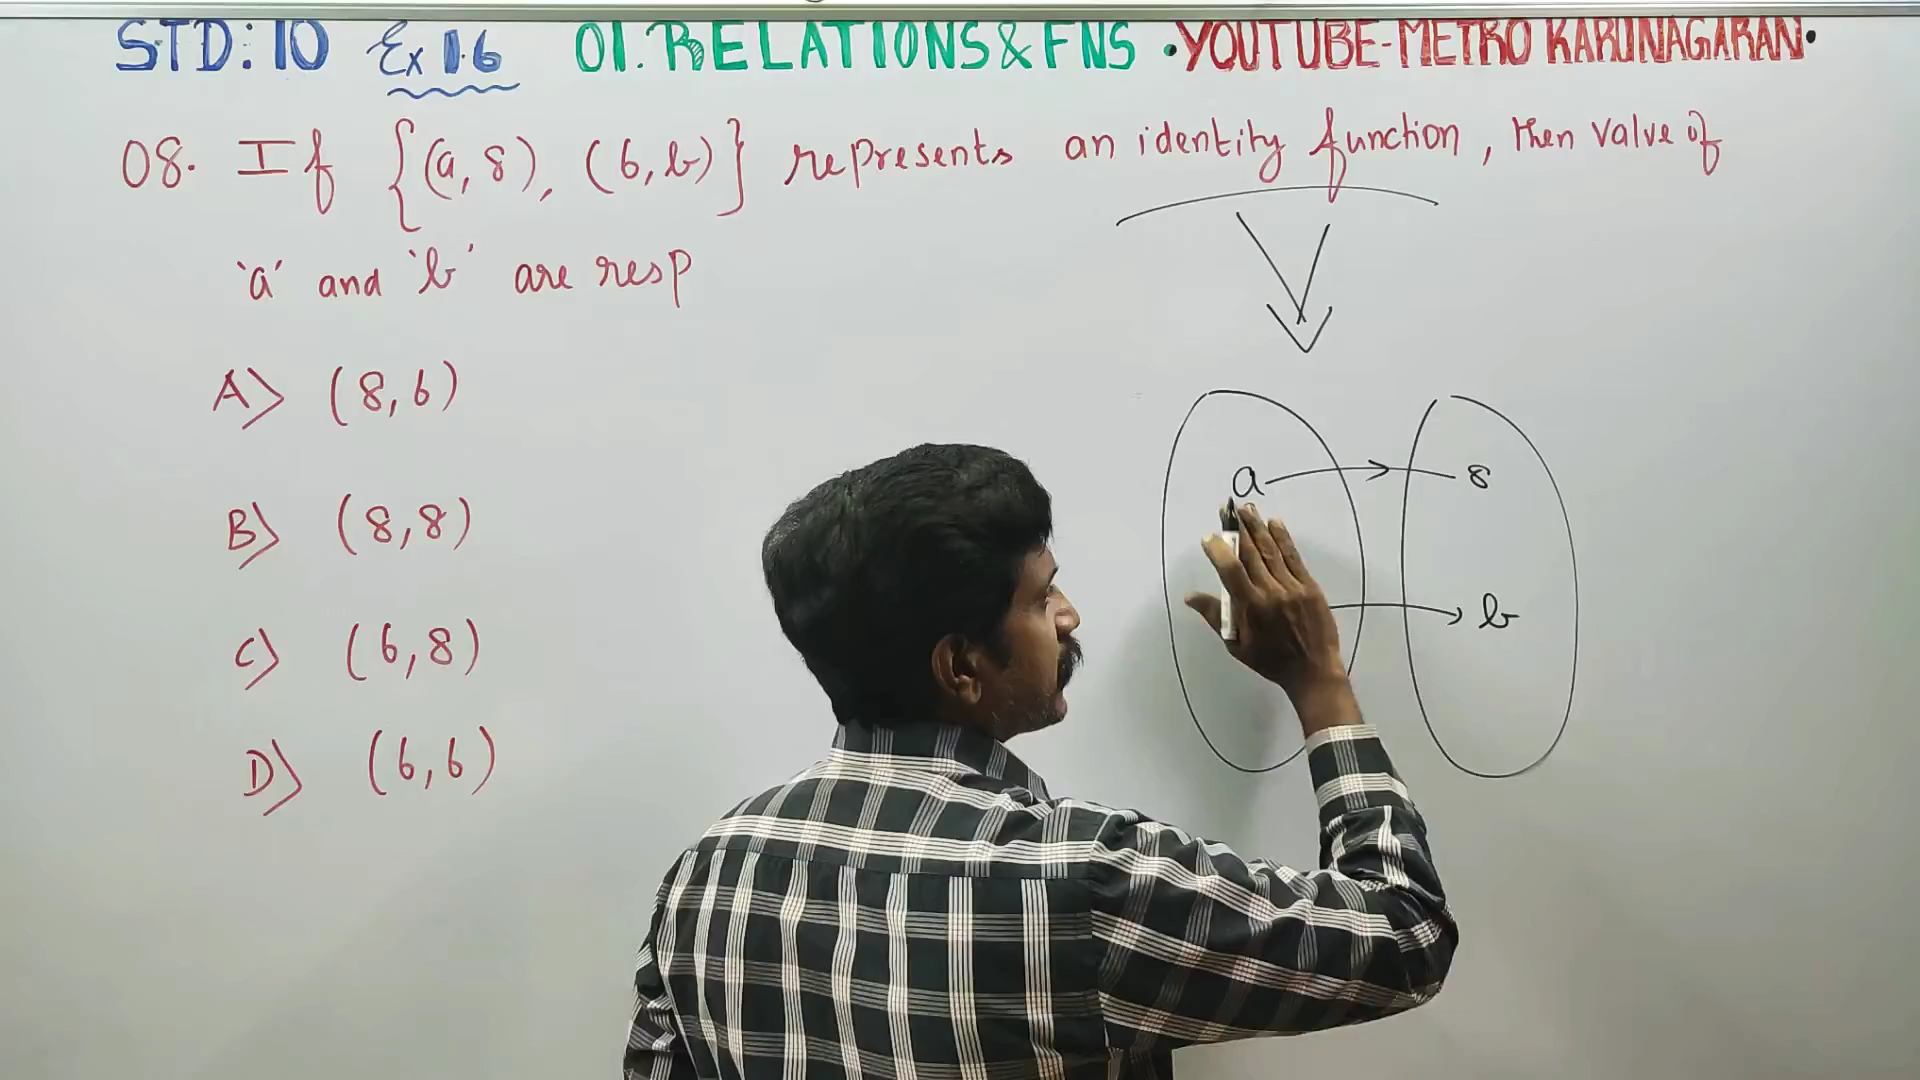 STD: 10 Ex 1.6 01. RELATIONS & FNS • YOUTUBE-METRO KARUNAGARAN •
08. If {(a, 8), (6, b)} represents an identity function, then value of
'a' and 'b' are resp
A) (8,6)
B) (8,8)
C) (6,8)
D) (6,6)
a 8
b